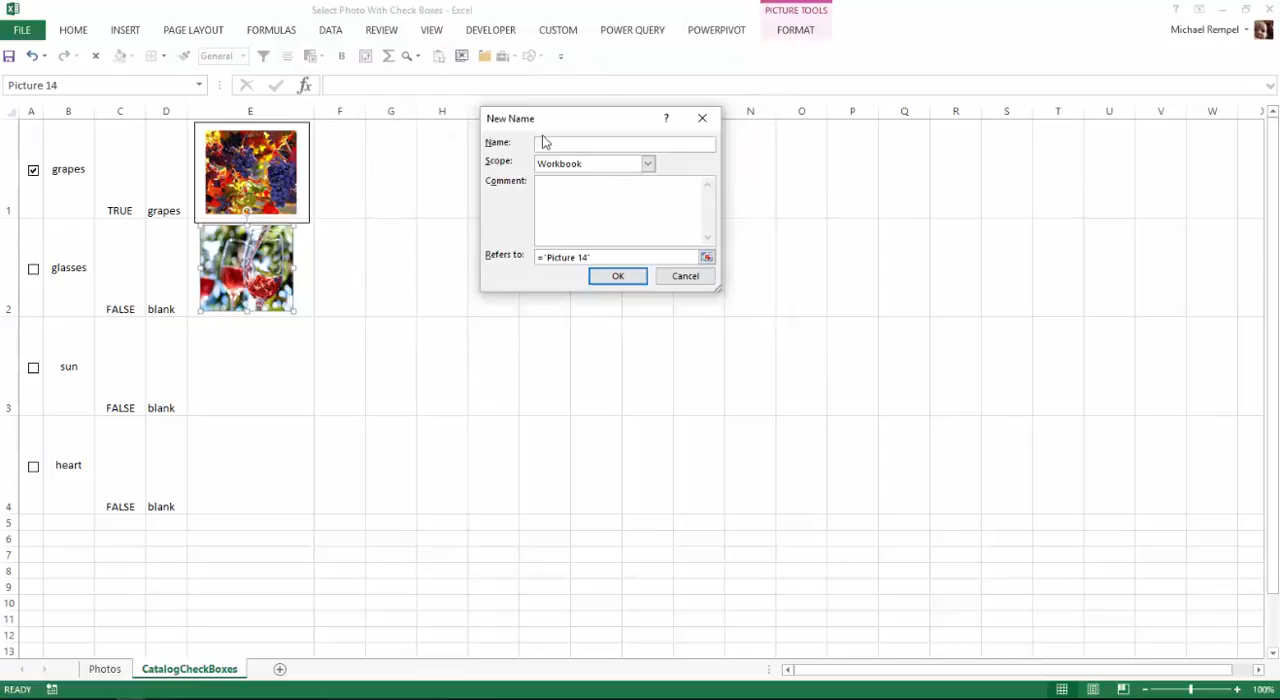 Select Photo With Check Boxes - Excel
PICTURE TOOLS
FILE HOME INSERT PAGE LAYOUT FORMULAS DATA REVIEW VIEW DEVELOPER CUSTOM POWER QUERY POWERPIVOT FORMAT Michael Rempel
General
Picture 14
A B C D E F G H N O P Q R S T U V W
New Name
Name:
Scope: Workbook
Comment:
Refers to: ="Picture 14"
OK Cancel
grapes
1 TRUE grapes
glasses
2 FALSE blank
sun
3 FALSE blank
heart
4 FALSE blank
5
6
7
8
9
10
11
12
13
Photos CatalogCheckBoxes
READY 100%